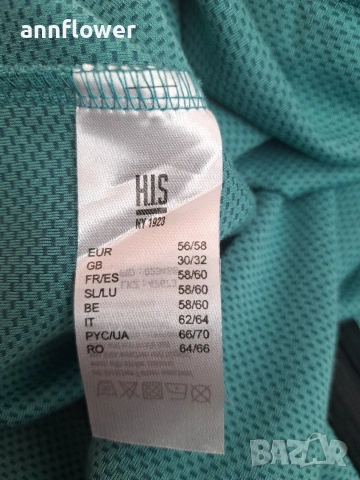 annflower
H.I.S
NY 1923
EUR 56/58
GB 30/32
FR/ES 58/60
SL/LU 58/60
BE 58/60
IT 62/64
PYC/UA 66/70
RO 64/66
BAZAR